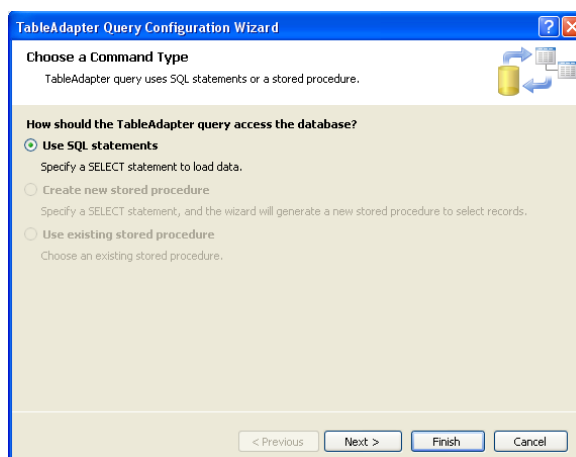 TableAdapter Query Configuration Wizard
?
Choose a Command Type
TableAdapter query uses SQL statements or a stored procedure.
How should the TableAdapter query access the database?
Use SQL statements
Specify a SELECT statement to load data.
Create new stored procedure
Specify a SELECT statement, and the wizard will generate a new stored procedure to select records.
Use existing stored procedure
Choose an existing stored procedure.
< Previous Next > Finish Cancel